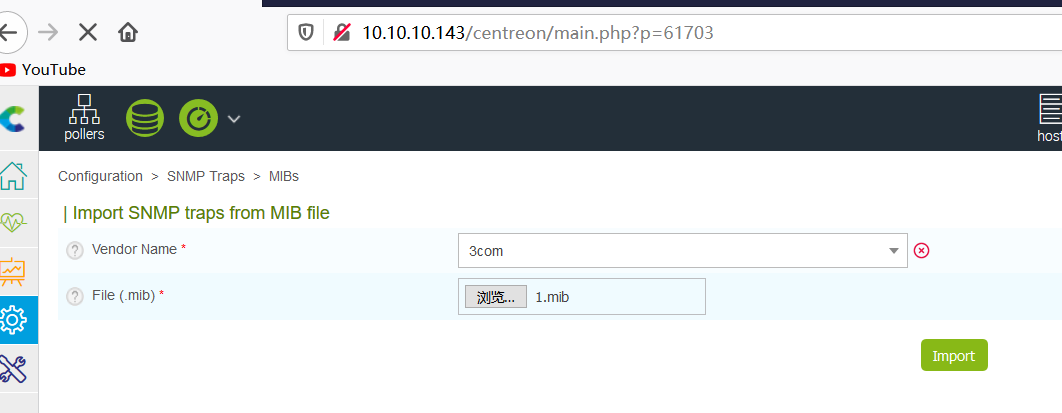 10.10.10.143/centreon/main.php?p=61703
YouTube
pollers
Configuration > SNMP Traps > MIBs
| Import SNMP traps from MIB file
? Vendor Name * 3com
? File (.mib) * 浏览... 1.mib
Import